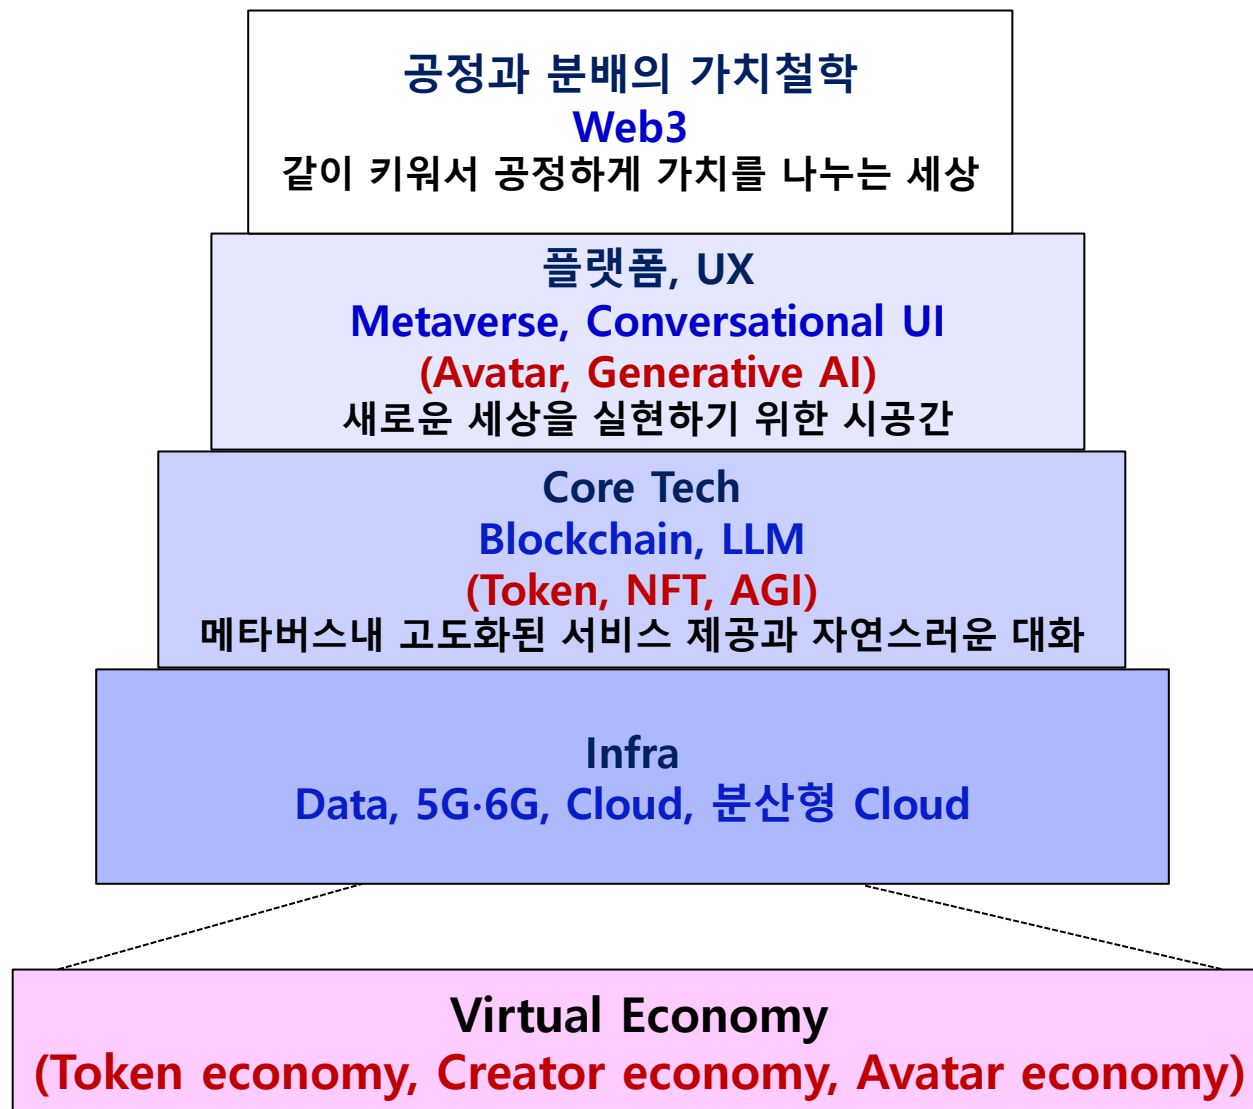 공정과 분배의 가치철학
Web3
같이 키워서 공정하게 가치를 나누는 세상
플랫폼, UX
Metaverse, Conversational UI
(Avatar, Generative AI)
새로운 세상을 실현하기 위한 시공간
Core Tech
Blockchain, LLM
(Token, NFT, AGI)
메타버스내 고도화된 서비스 제공과 자연스러운 대화
Infra
Data, 5G·6G, Cloud, 분산형 Cloud
Virtual Economy
(Token economy, Creator economy, Avatar economy)